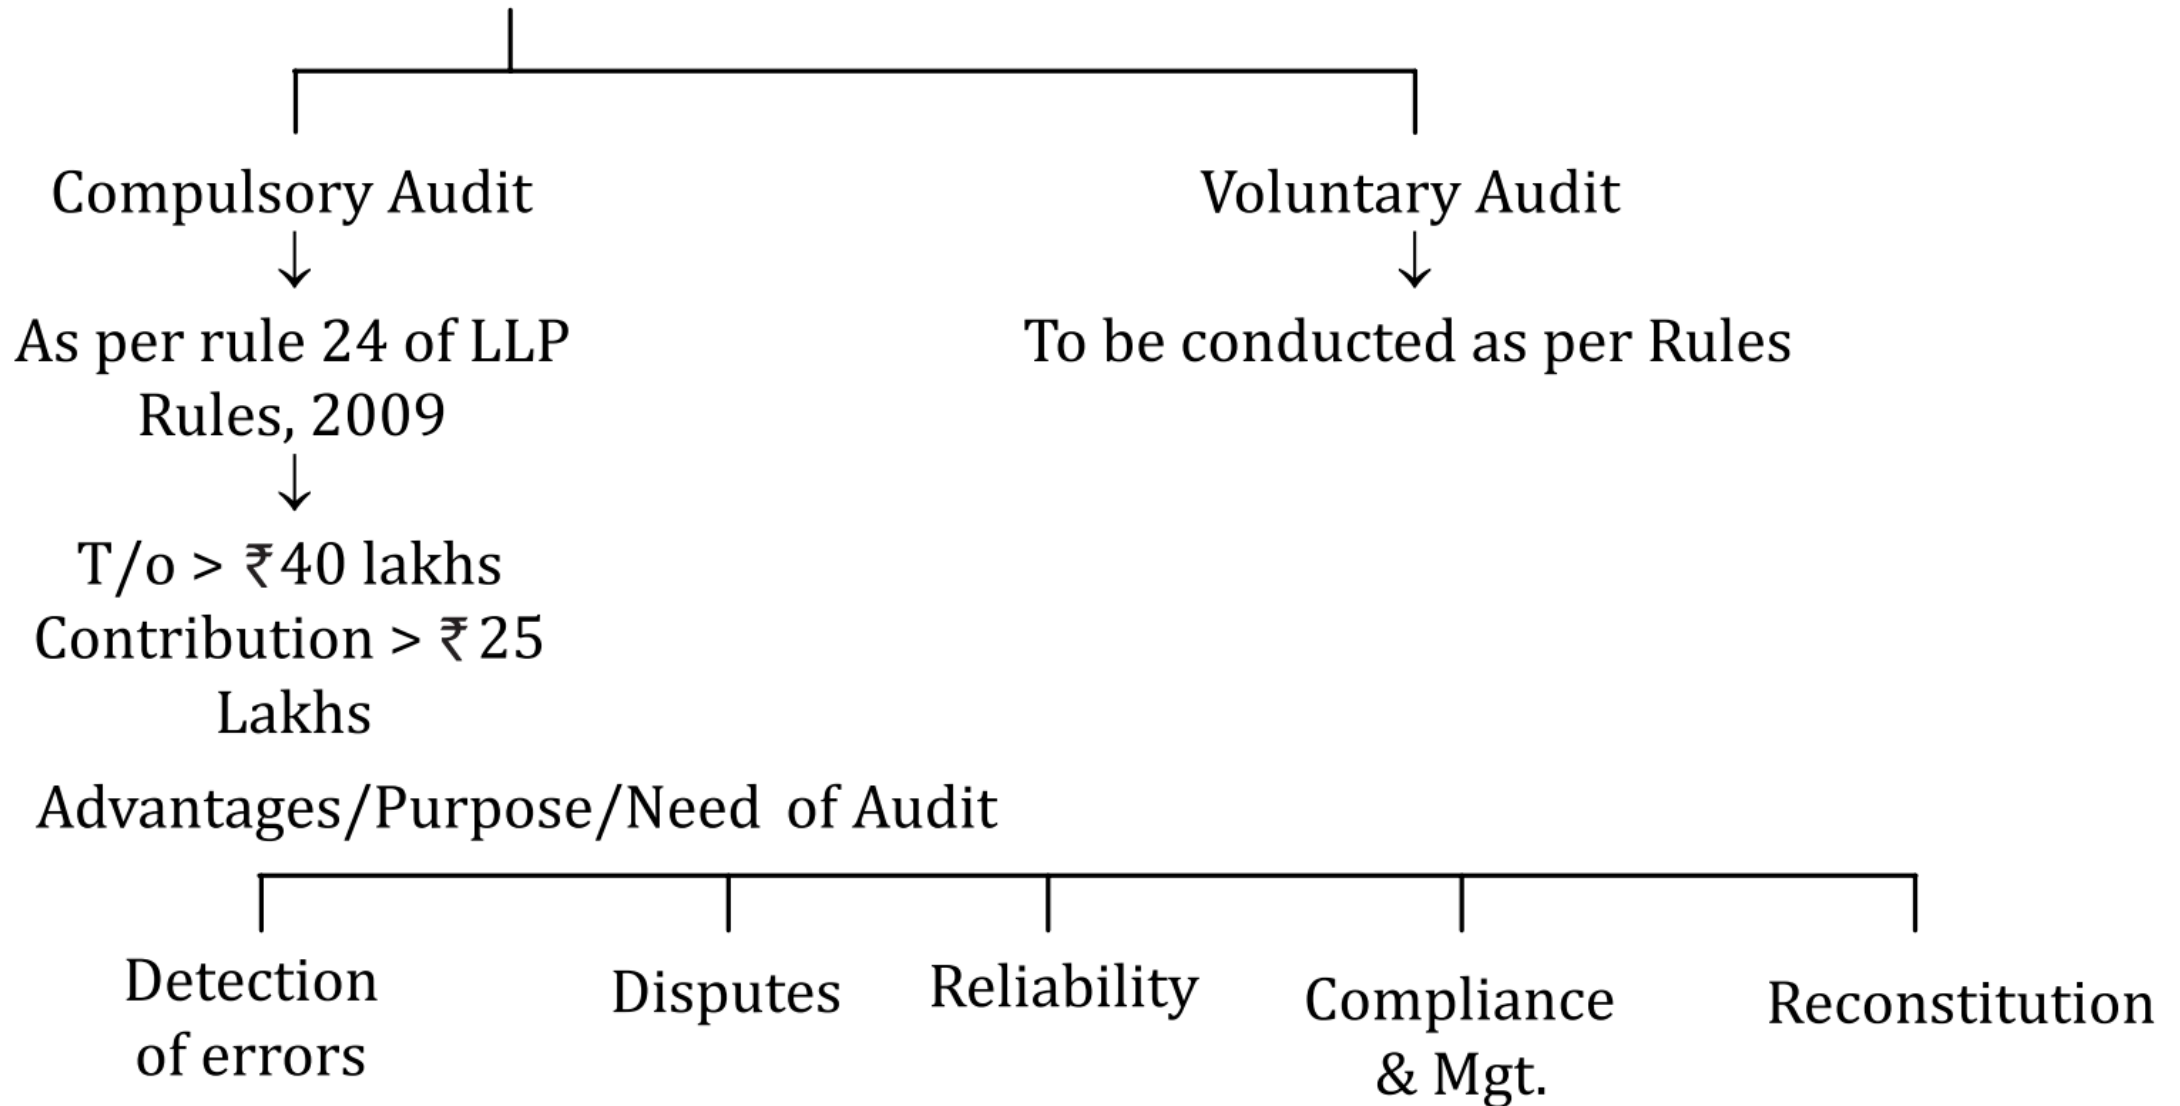 Compulsory Audit
Voluntary Audit
↓
↓
As per rule 24 of LLP
Rules, 2009
To be conducted as per Rules
↓
T/o > ₹40 lakhs
Contribution > ₹25
Lakhs
Advantages/Purpose/Need of Audit
Detection
of errors
Disputes
Reliability
Compliance
& Mgt.
Reconstitution